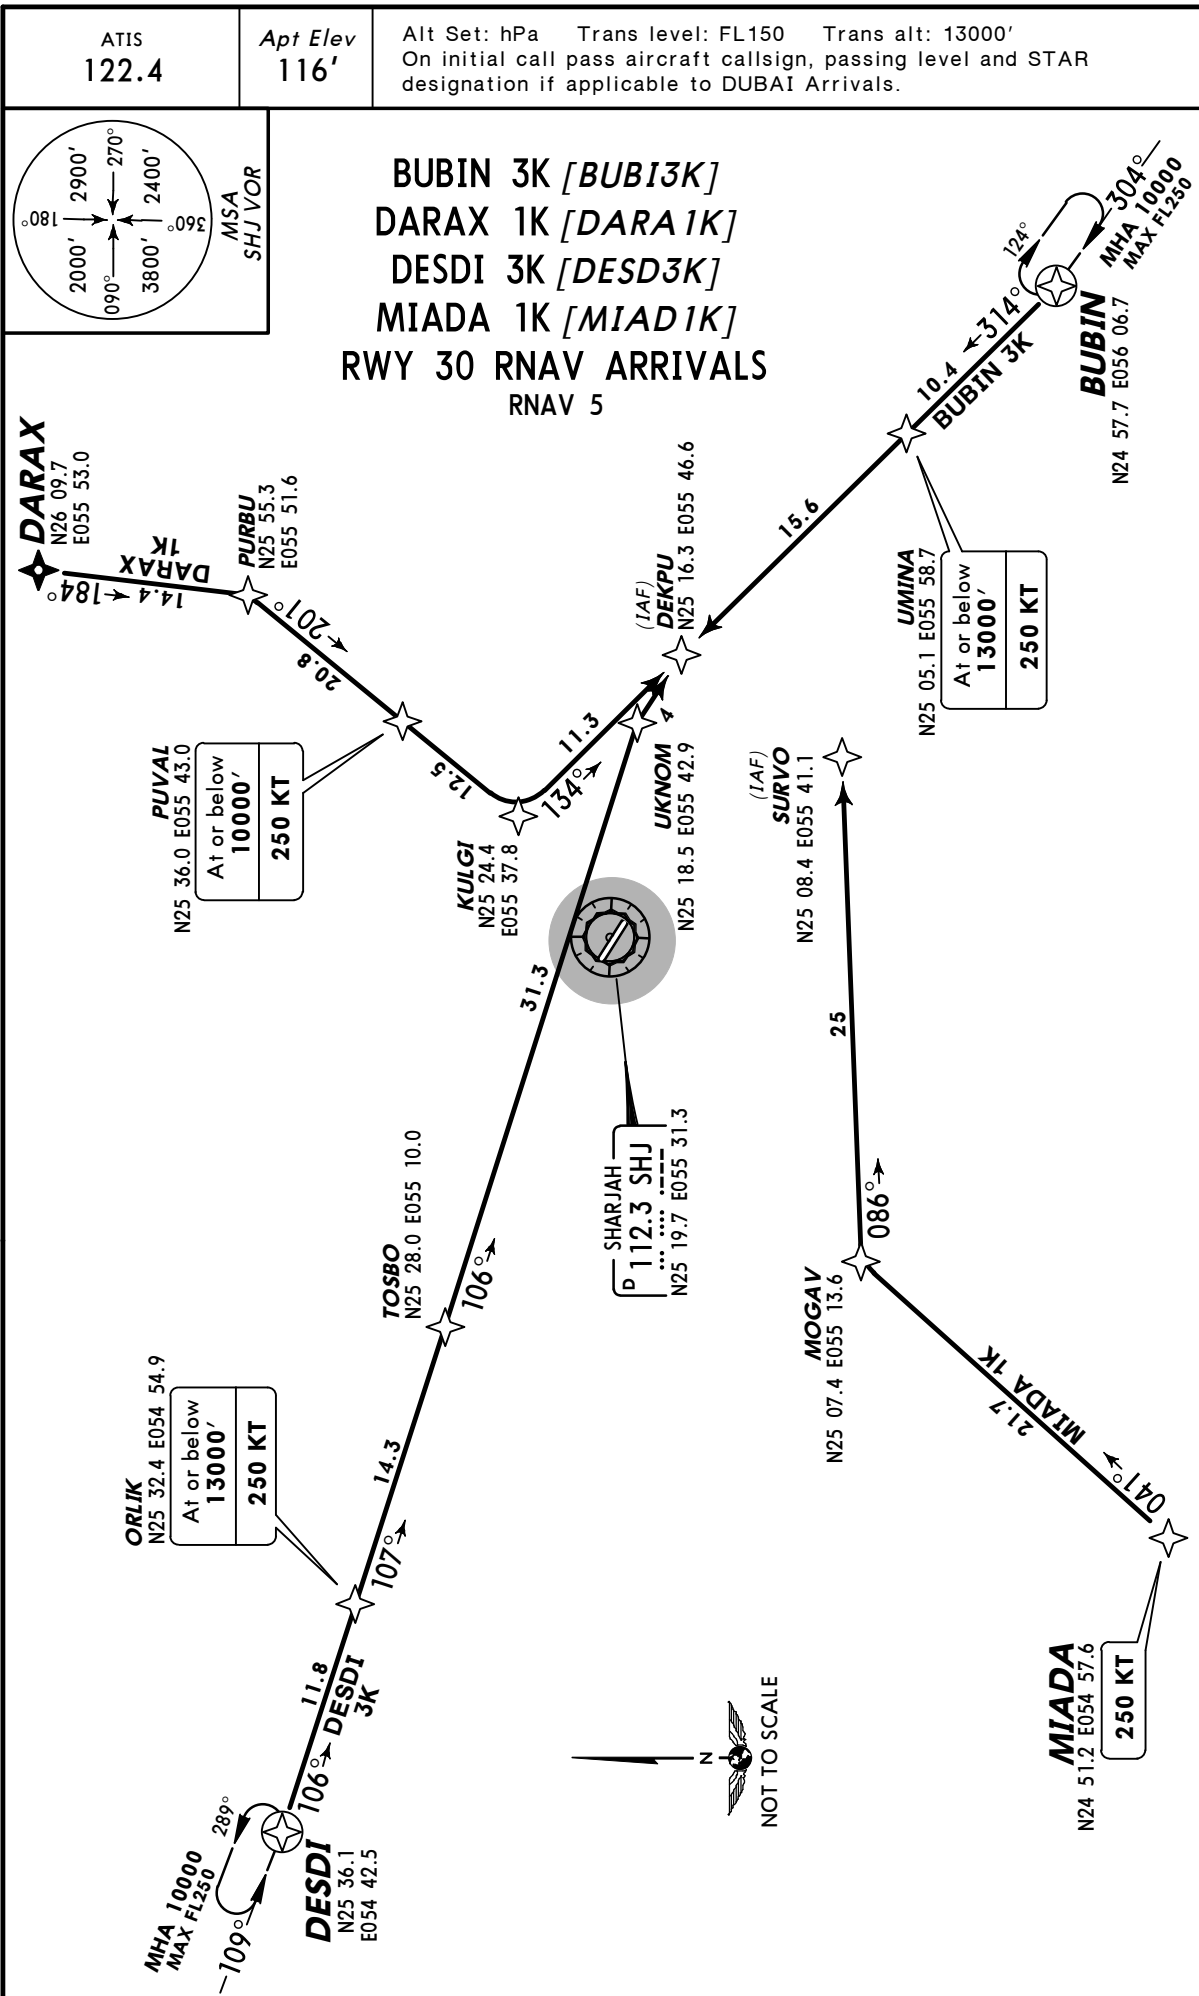 ATIS
122.4
Apt Elev
116'
Alt Set: hPa Trans level: FL150 Trans alt: 13000'
On initial call pass aircraft callsign, passing level and STAR
designation if applicable to DUBAI Arrivals.
180°
270°
360°
090°
2900'
2400'
2000'
3800'
MSA
SHJ VOR
BUBIN 3K [BUBI3K]
DARAX 1K [DARA1K]
DESDI 3K [DESD3K]
MIADA 1K [MIAD1K]
RWY 30 RNAV ARRIVALS
RNAV 5
304°
MHA 10000
MAX FL250
124°
BUBIN
N24 57.7 E056 06.7
314°
10.4
BUBIN 3K
15.6
UMINA
N25 05.1 E055 58.7
At or below
13000'
250 KT
DARAX
N26 09.7
E055 53.0
184°
14.4
DARAX
1K
PURBU
N25 55.3
E055 51.6
201°
20.8
PUVAL
N25 36.0 E055 43.0
At or below
10000'
250 KT
12.5
KULGI
N25 24.4
E055 37.8
134°
11.3
(IAF)
DEKPU
N25 16.3 E055 46.6
4
UKNOM
N25 18.5 E055 42.9
31.3
(IAF)
SURVO
N25 08.4 E055 41.1
25
SHARJAH
D 112.3 SHJ
N25 19.7 E055 31.3
TOSBO
N25 28.0 E055 10.0
106°
086°
MOGAV
N25 07.4 E055 13.6
MIADA 1K
21.7
041°
MIADA
N24 51.2 E054 57.6
250 KT
ORLIK
N25 32.4 E054 54.9
At or below
13000'
250 KT
14.3
107°
11.8
DESDI
3K
106°
289°
MHA 10000
MAX FL250
109°
DESDI
N25 36.1
E054 42.5
N
NOT TO SCALE